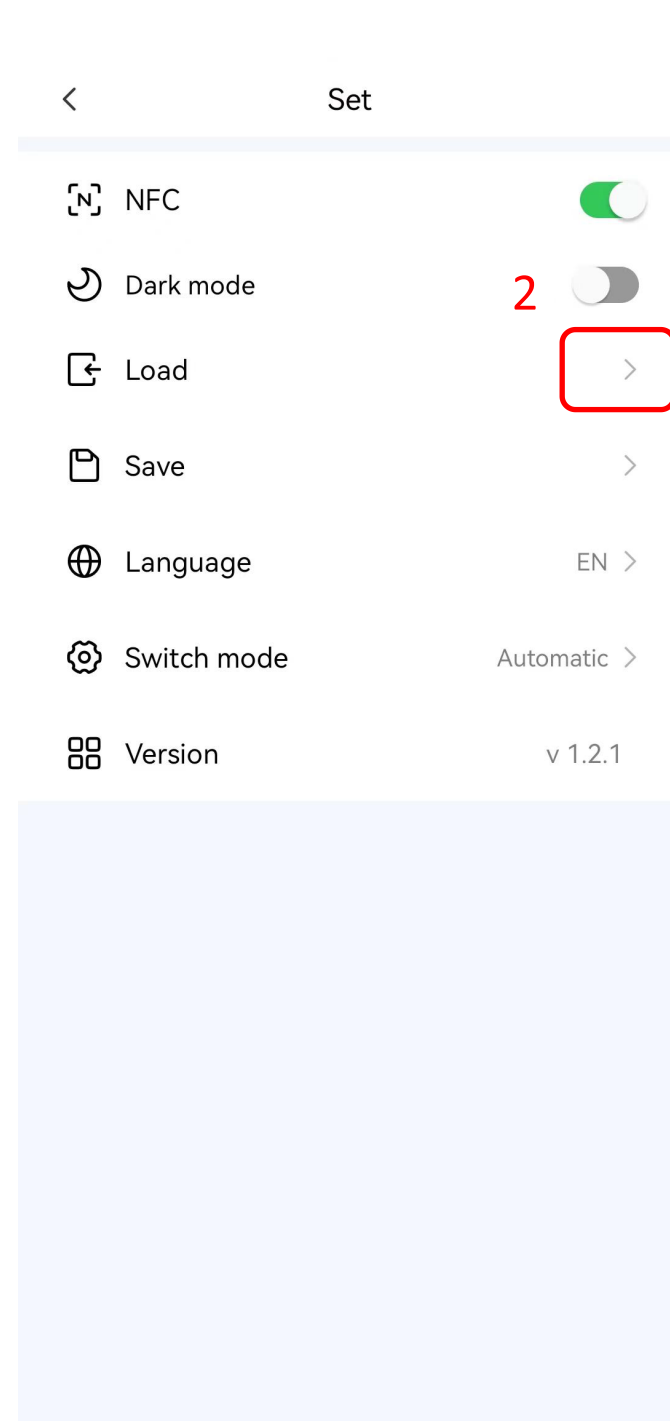 Set
NFC
Dark mode
2
Load
Save
Language EN
Switch mode Automatic
Version v 1.2.1